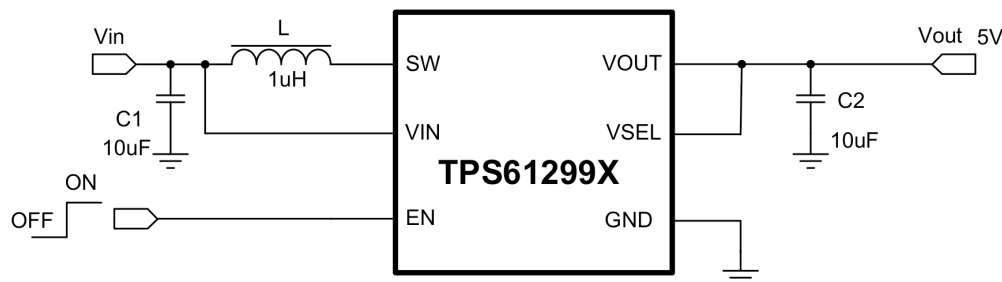 Vin
L
1uH
C1
10uF
ON
OFF
SW
VIN
EN
VOUT
VSEL
GND
TPS61299X
Vout 5V
C2
10uF